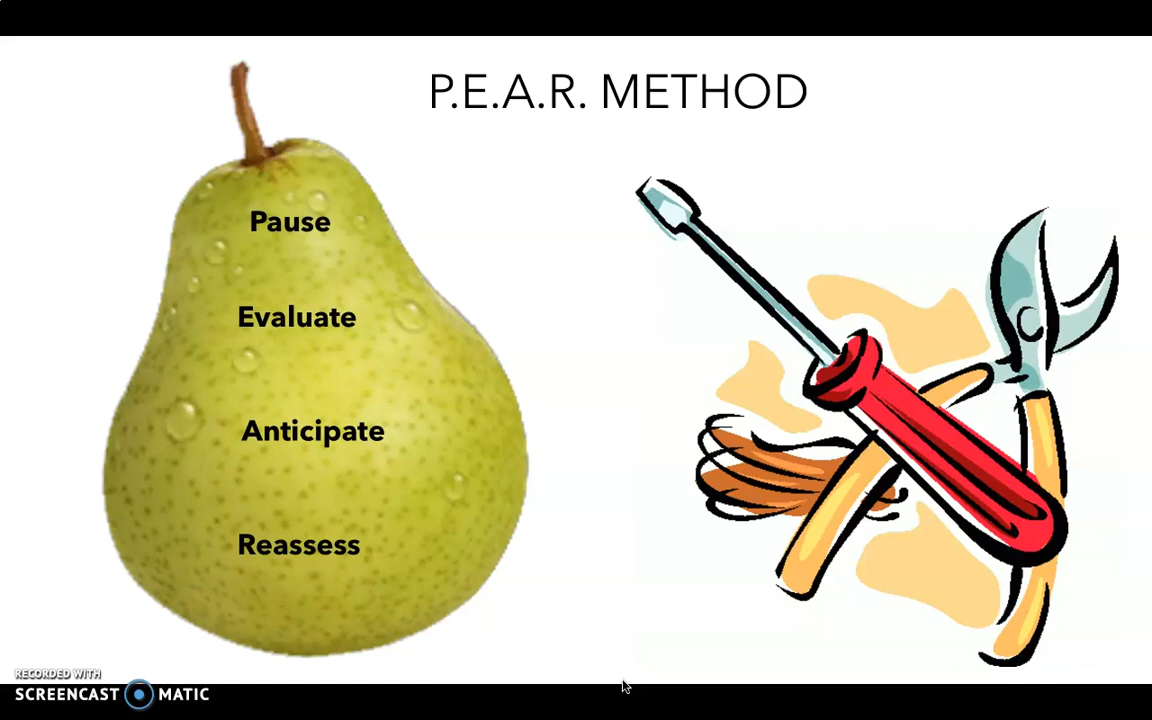 P.E.A.R. METHOD
Pause
Evaluate
Anticipate
Reassess
RECORDED WITH
SCREENCAST MATIC